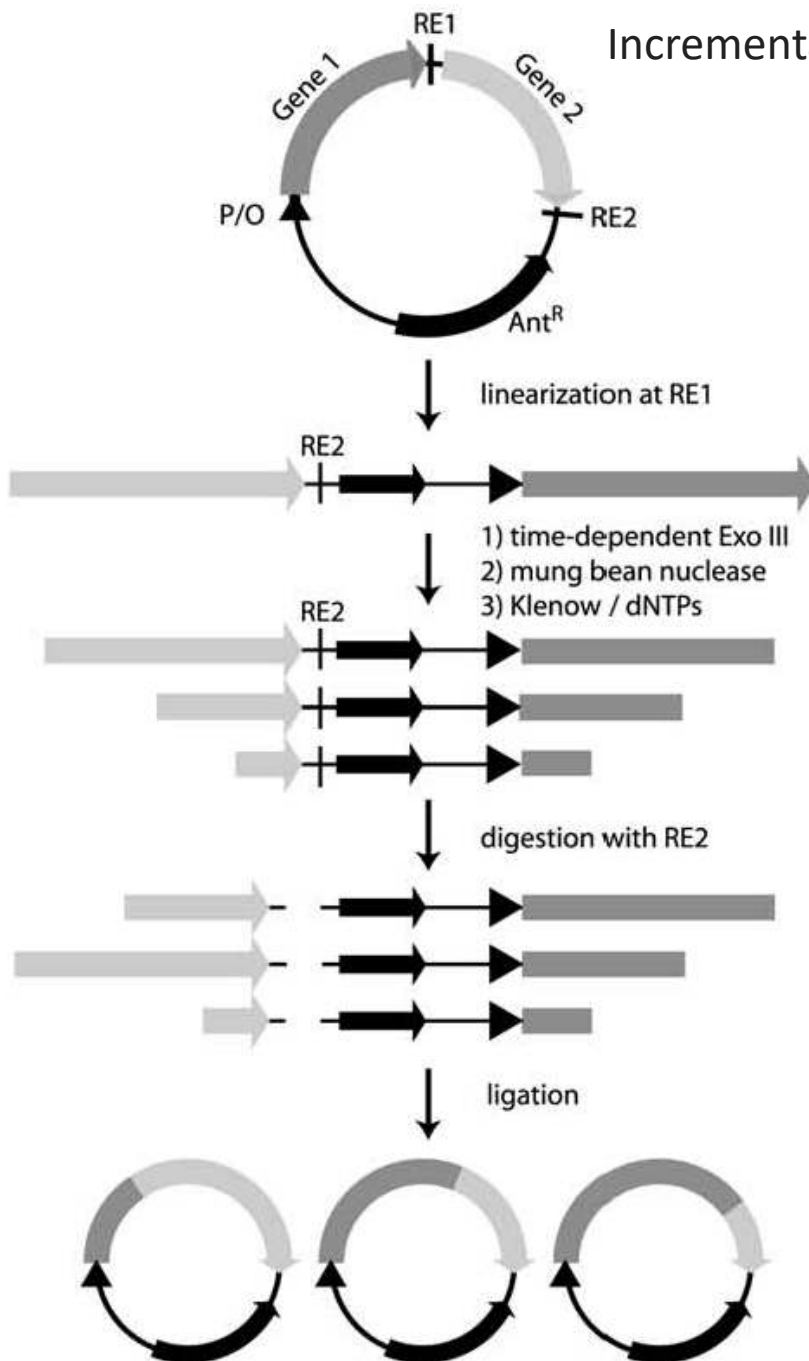 RE1
Increment
Gene 1
Gene 2
P/O
RE2
Ant^R
linearization at RE1
RE2
1) time-dependent Exo III
2) mung bean nuclease
3) Klenow / dNTPs
RE2
digestion with RE2
ligation